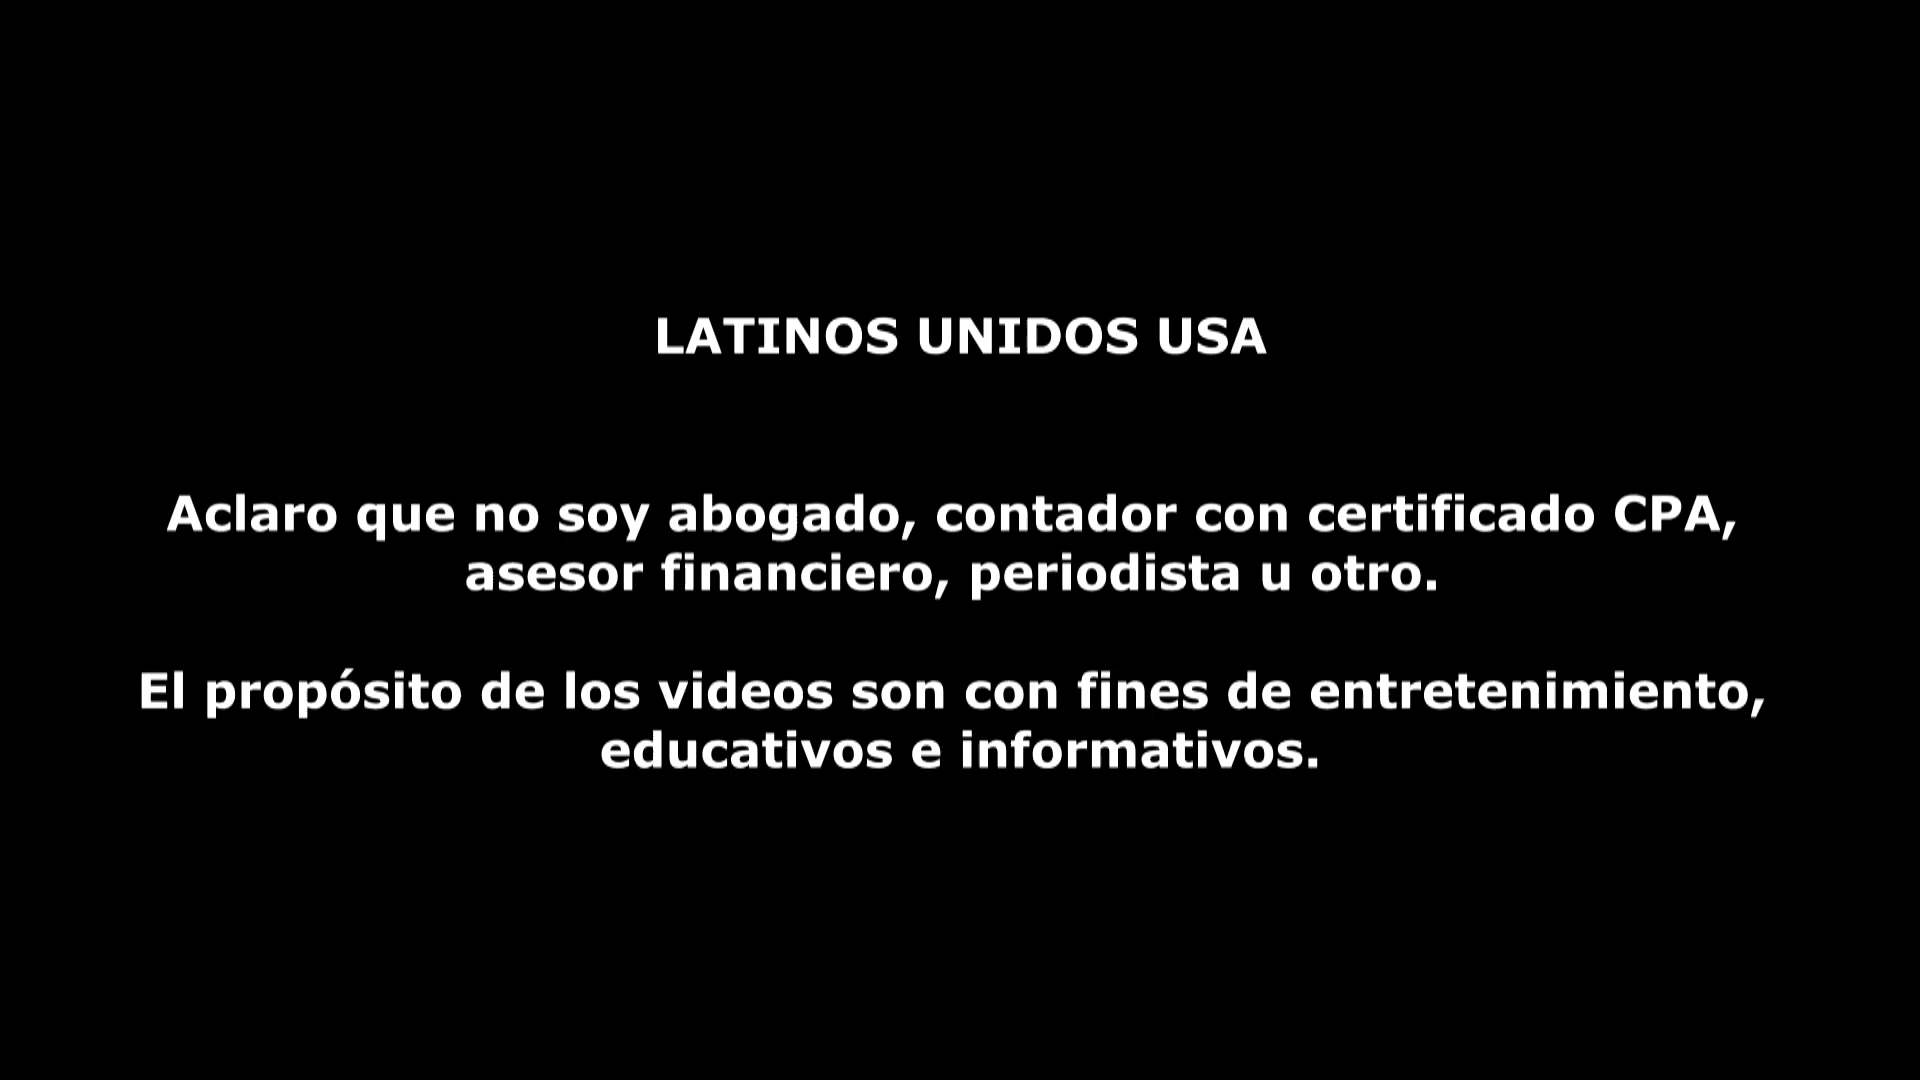 LATINOS UNIDOS USA
Aclaro que no soy abogado, contador con certificado CPA,
asesor financiero, periodista u otro.
El propósito de los videos son con fines de entretenimiento,
educativos e informativos.